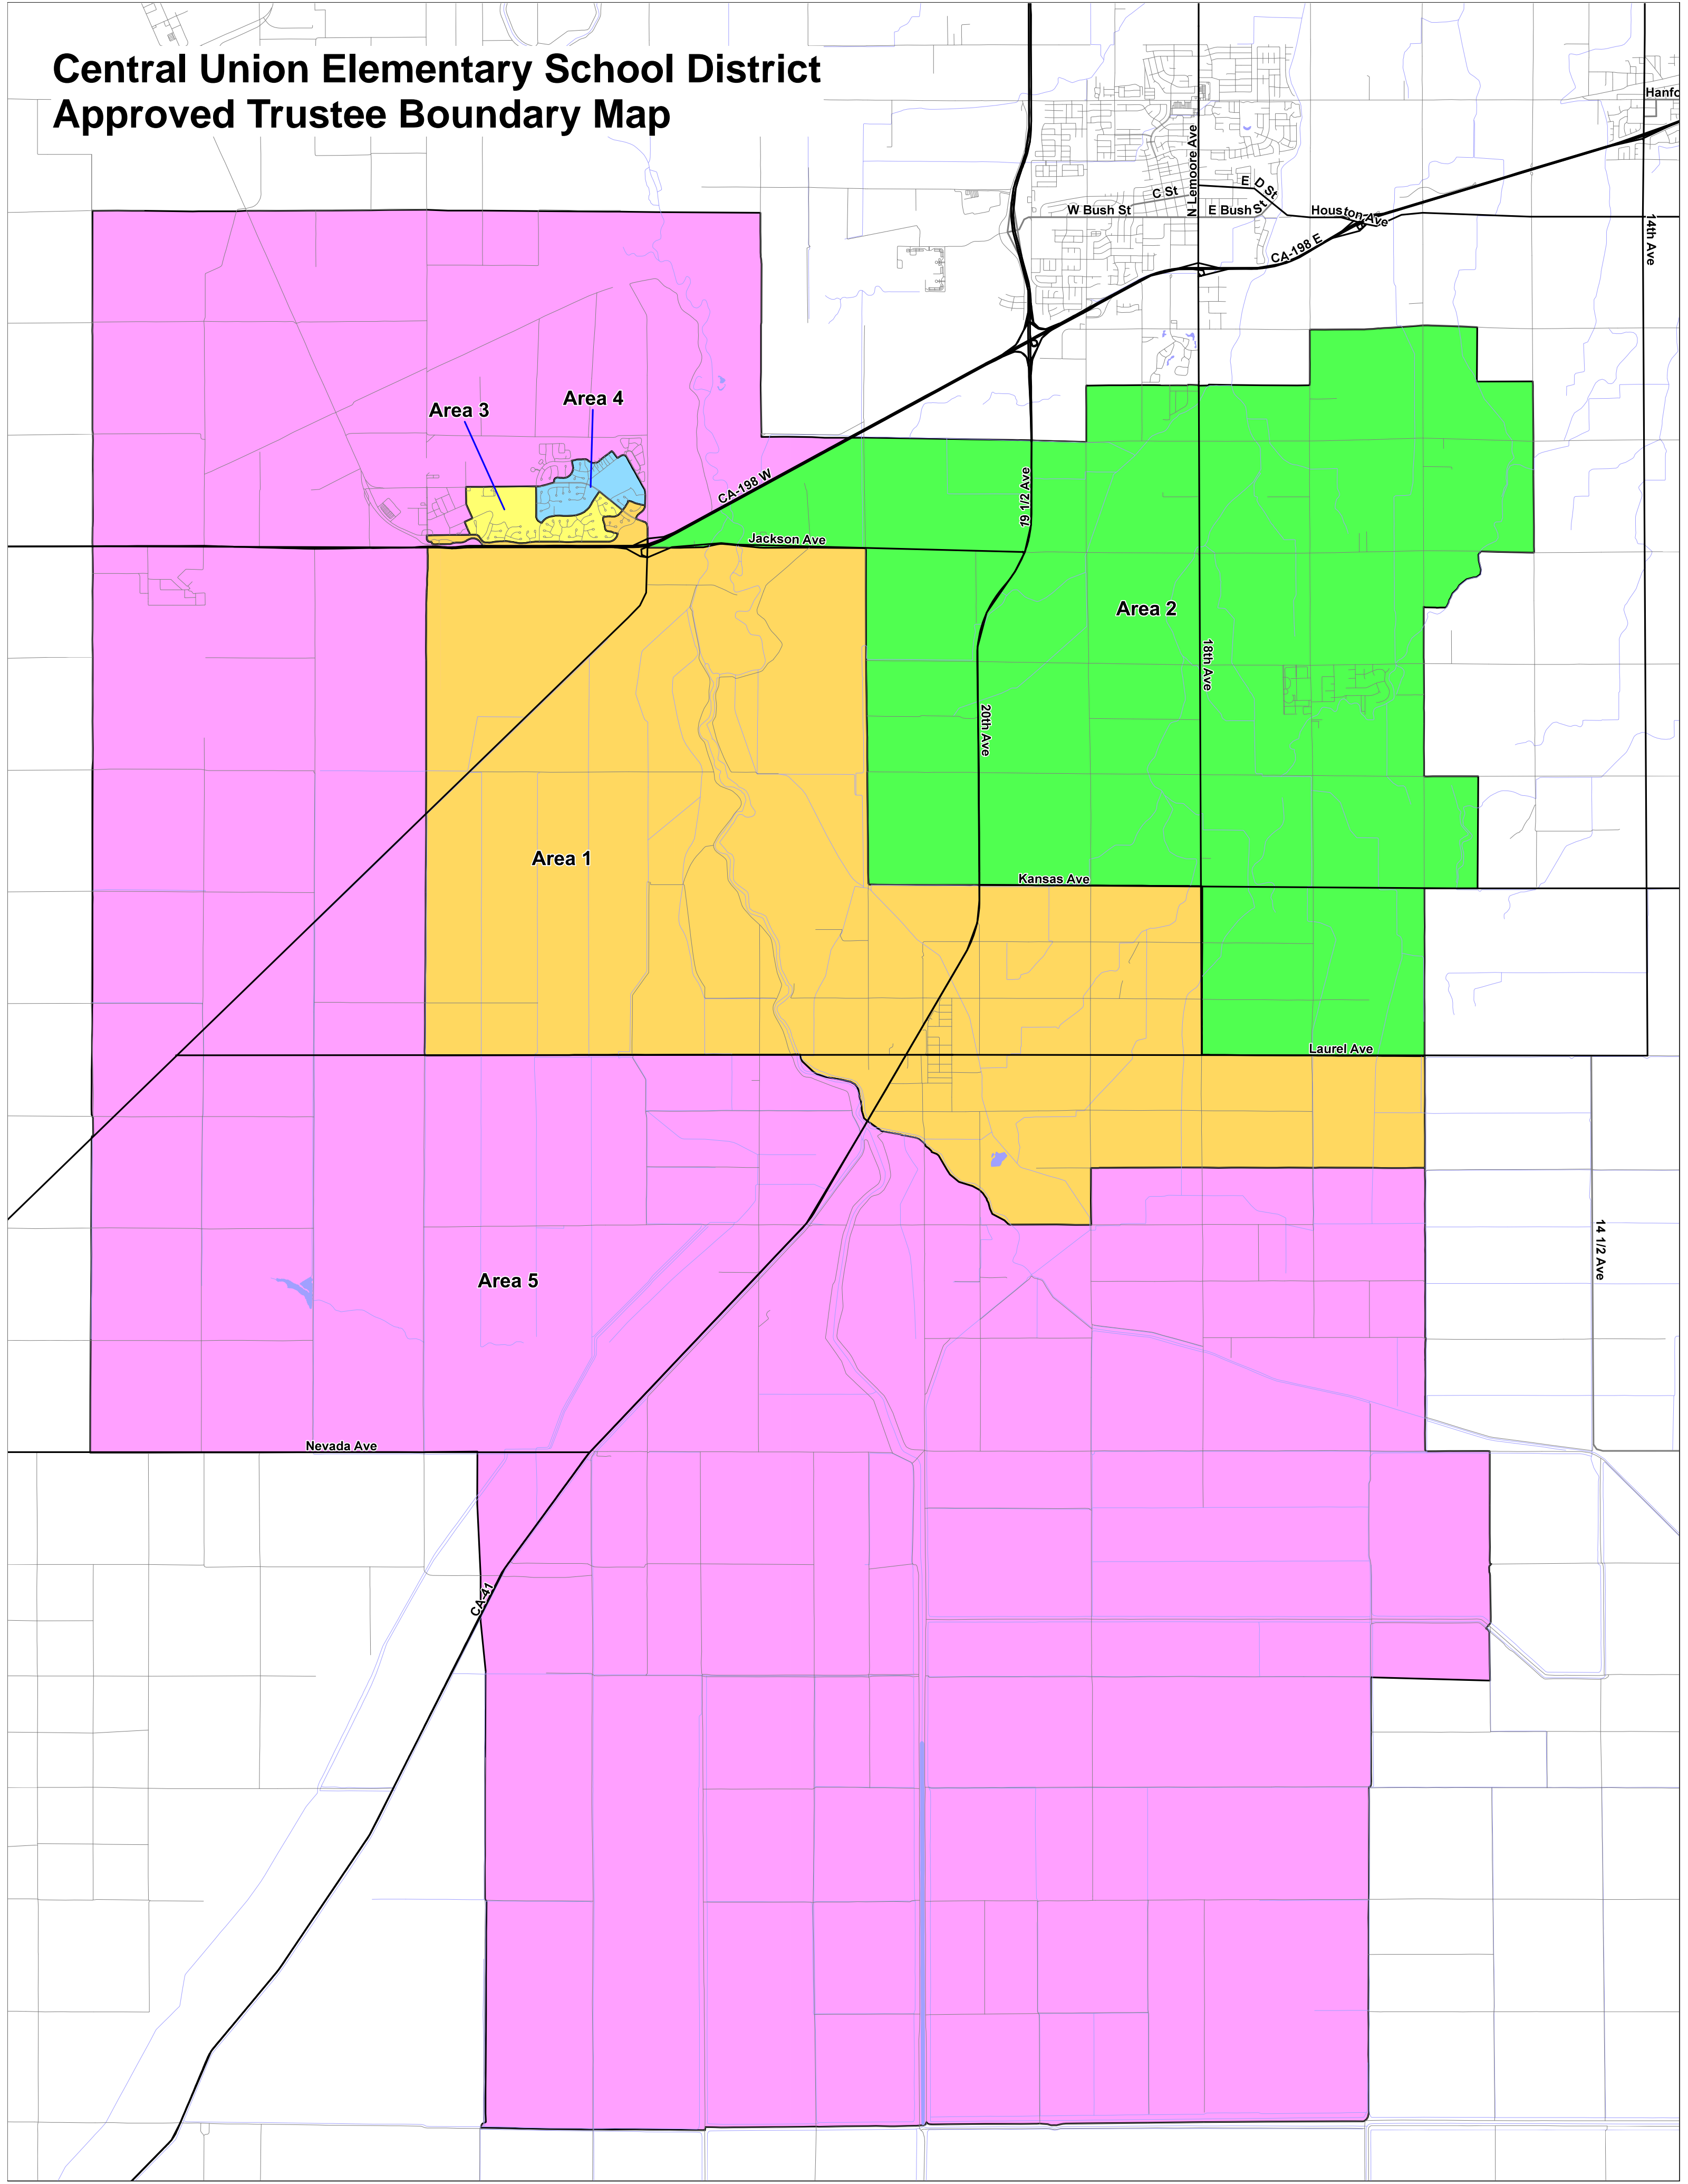 Central Union Elementary School District
Approved Trustee Boundary Map
Hanfo
N Lemoore Ave
C St
E D St
W Bush St
E Bush St
Houston Ave
14th Ave
CA-198 E
Area 3
Area 4
CA-198 W
19 1/2 Ave
Jackson Ave
Area 2
18th Ave
20th Ave
Area 1
Kansas Ave
Laurel Ave
14 1/2 Ave
Area 5
Nevada Ave
CA-41